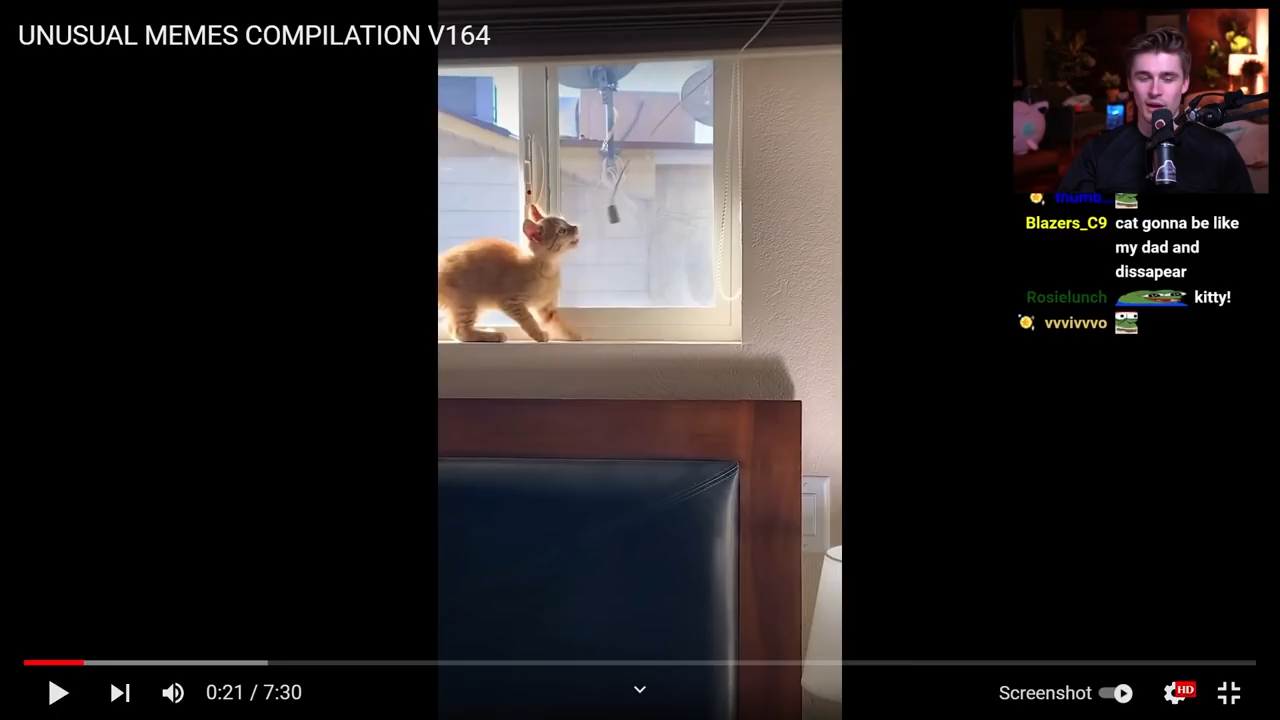 UNUSUAL MEMES COMPILATION V164
thumb...
Blazers_C9 cat gonna be like
my dad and
dissapear
Rosielunch kitty!
vvvivvvo
0:21 / 7:30
Screenshot
HD